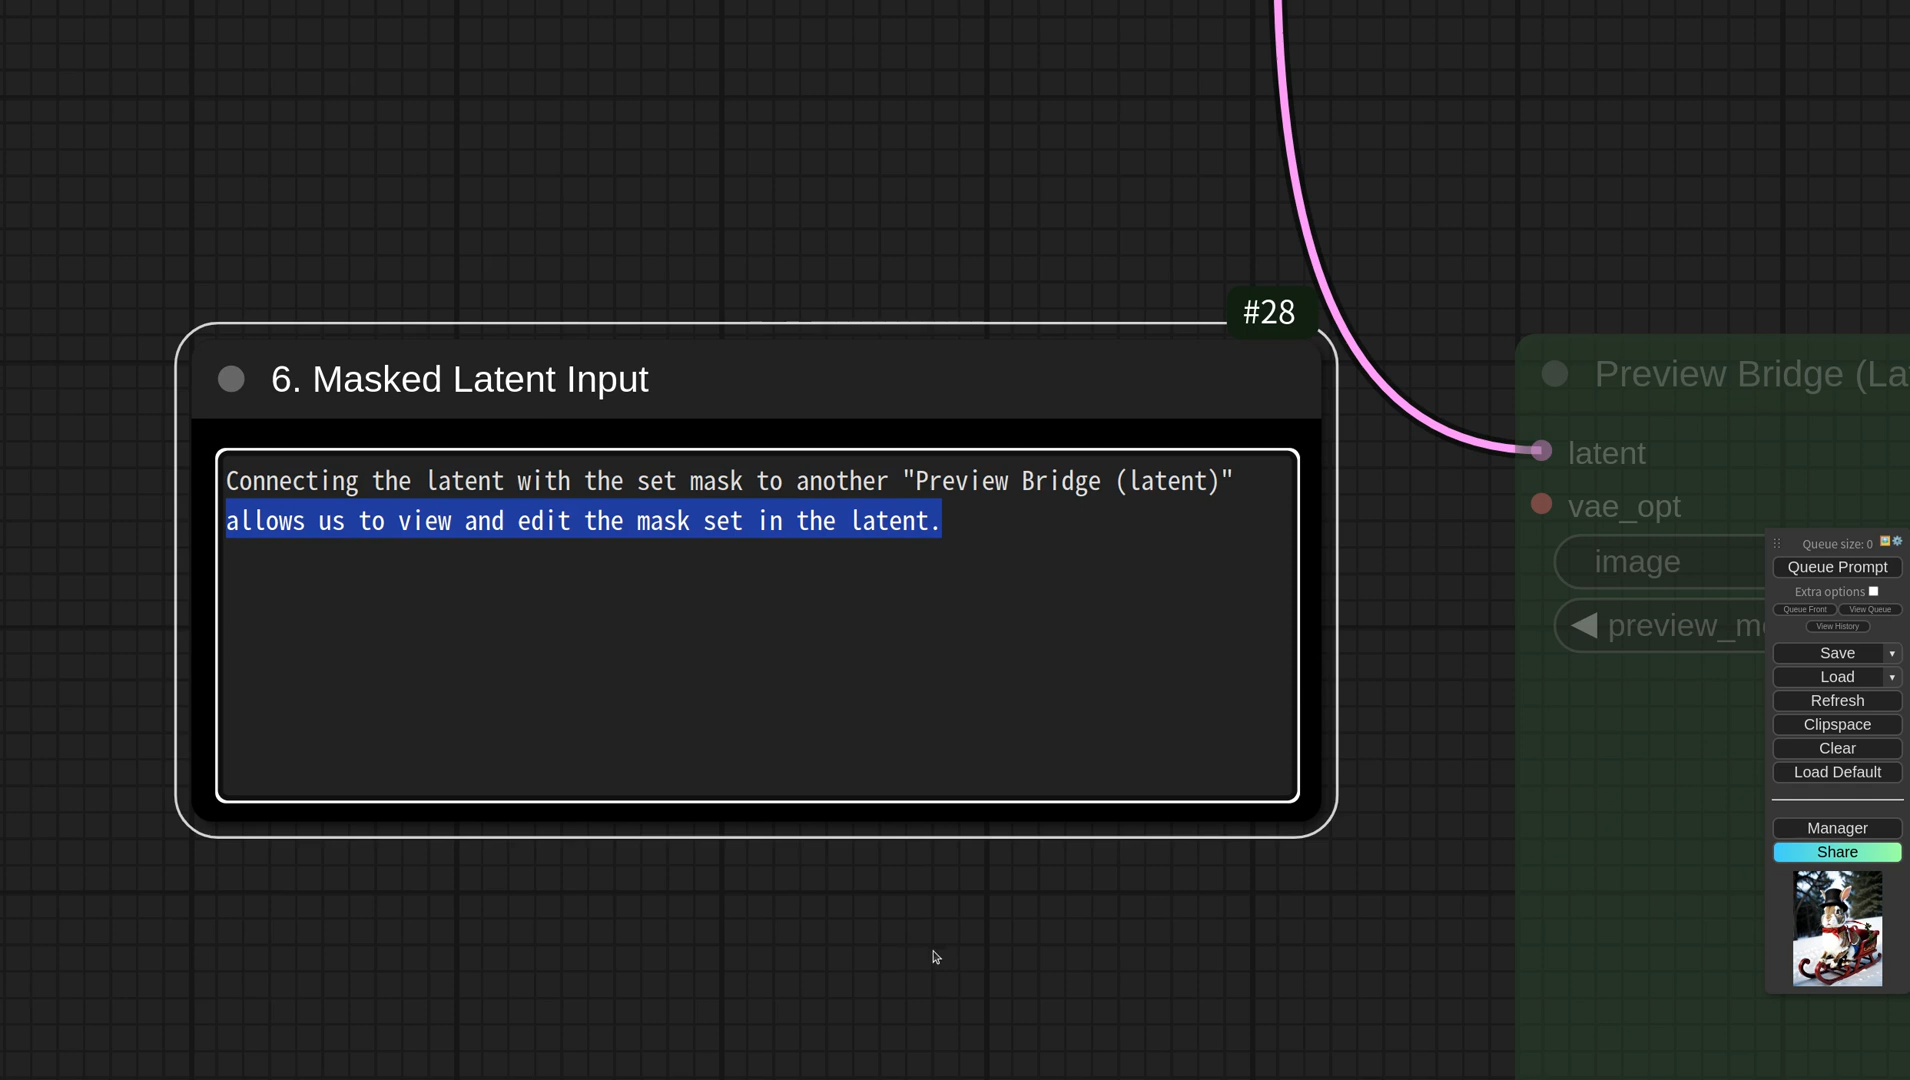 #28
6. Masked Latent Input
Connecting the latent with the set mask to another "Preview Bridge (latent)"
allows us to view and edit the mask set in the latent.
Preview Bridge (La
latent
vae_opt
image
preview_m
Queue size: 0
Queue Prompt
Extra options
Queue Front
View Queue
View History
Save
Load
Refresh
Clipspace
Clear
Load Default
Manager
Share